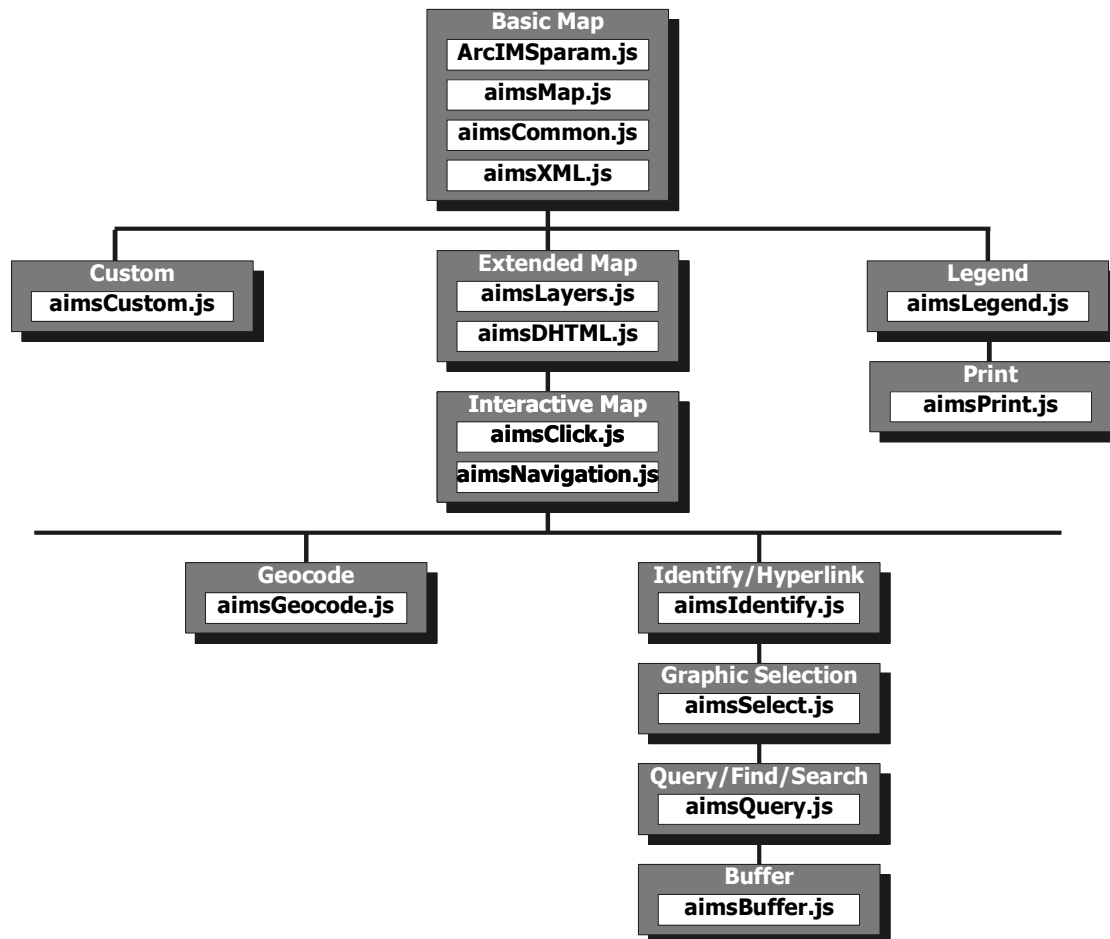 Basic Map
ArcIMSparam.js
aimsMap.js
aimsCommon.js
aimsXML.js
Custom
aimsCustom.js
Extended Map
aimsLayers.js
aimsDHTML.js
Legend
aimsLegend.js
Print
aimsPrint.js
Interactive Map
aimsClick.js
aimsNavigation.js
Geocode
aimsGeocode.js
Identify/Hyperlink
aimsIdentify.js
Graphic Selection
aimsSelect.js
Query/Find/Search
aimsQuery.js
Buffer
aimsBuffer.js